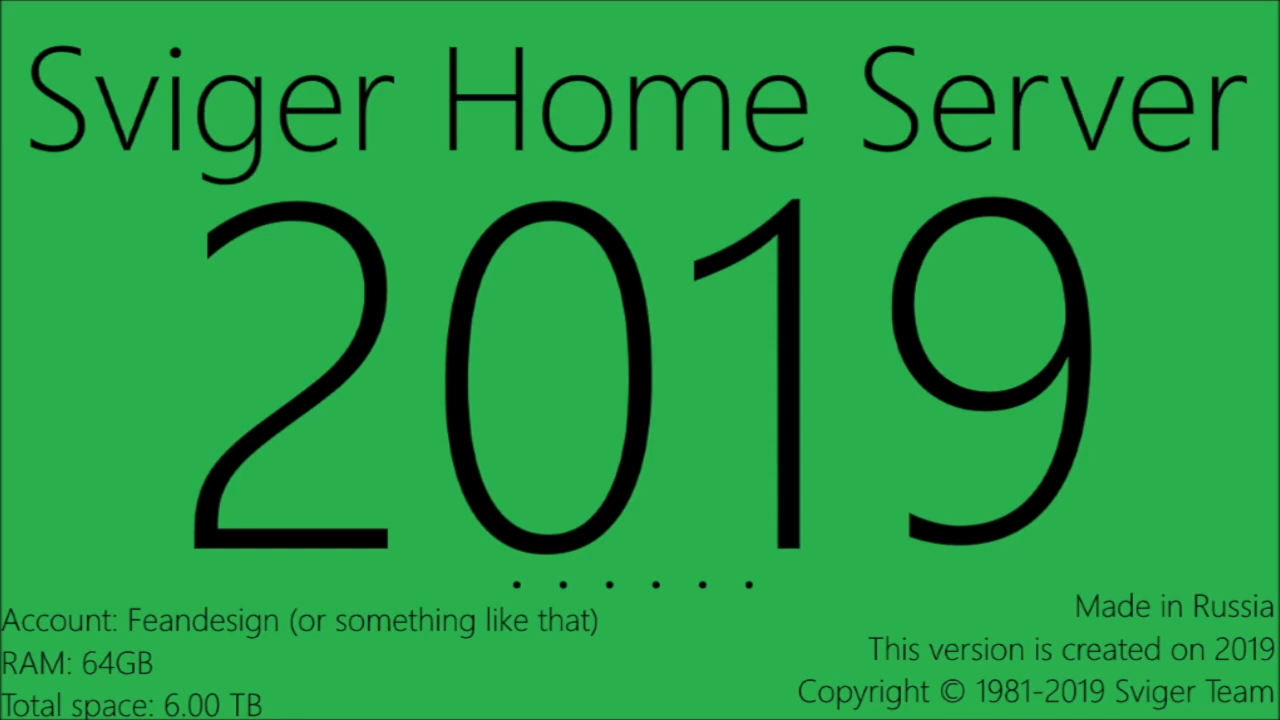 Sviger Home Server
2019
. . . . . .
Account: Feandesign (or something like that)
RAM: 64GB
Total space: 6.00 TB
Made in Russia
This version is created on 2019
Copyright © 1981-2019 Sviger Team